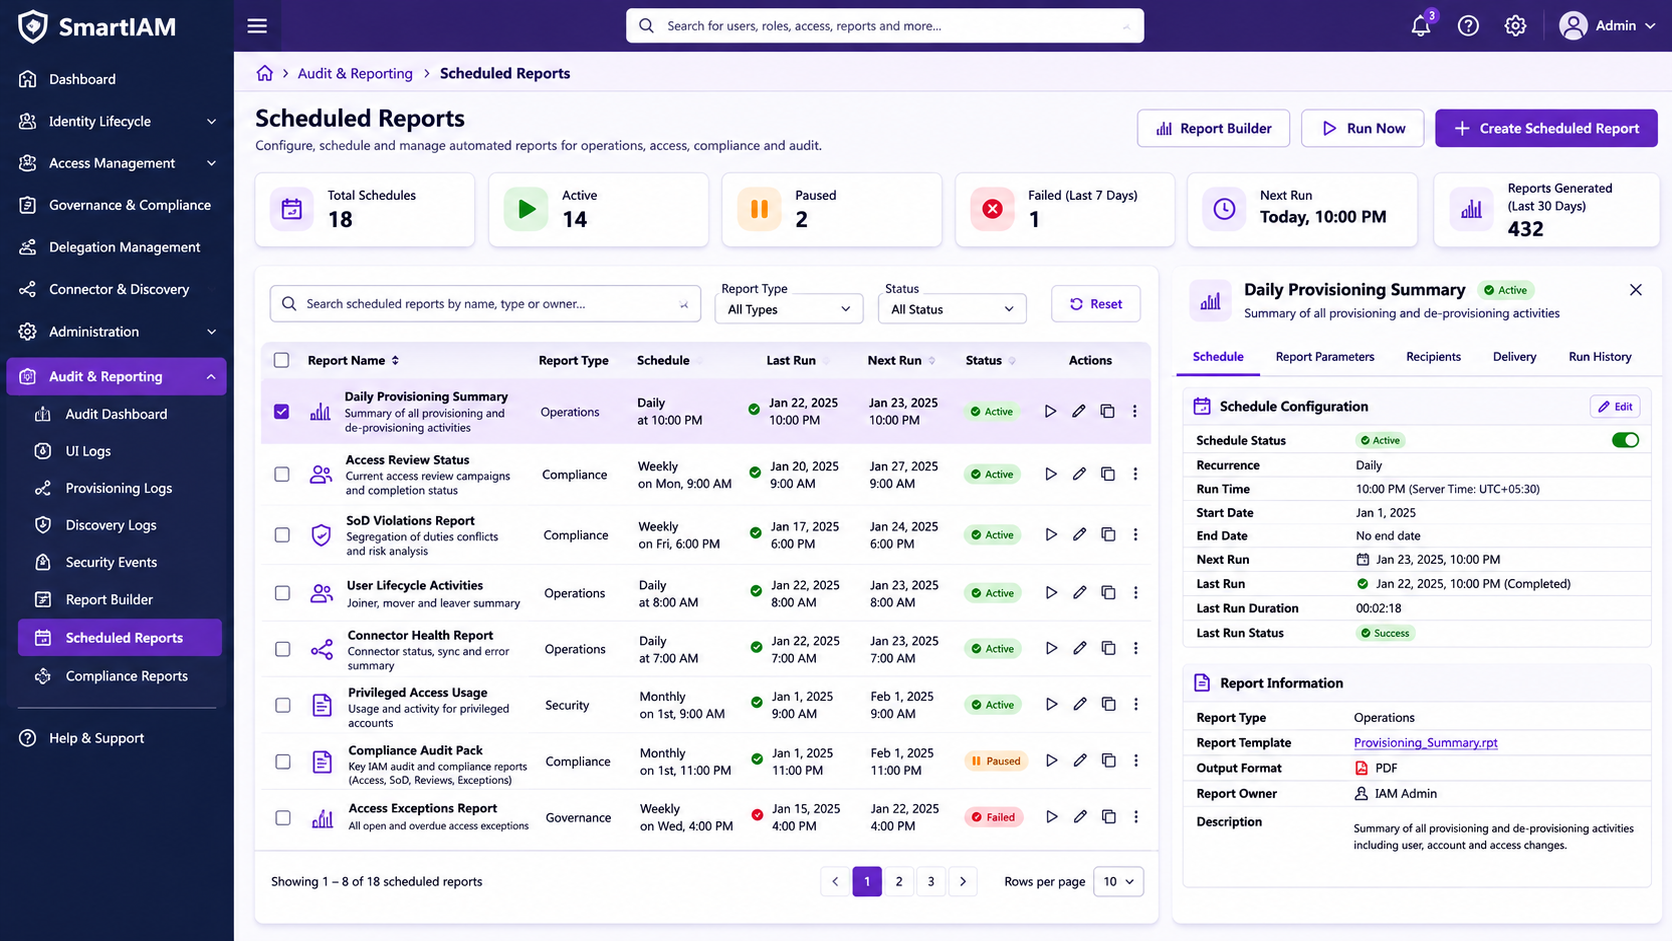 SmartIAM
Search for users, roles, access, reports and more...
3
Admin
Dashboard
Identity Lifecycle
Access Management
Governance & Compliance
Delegation Management
Connector & Discovery
Administration
Audit & Reporting
Audit Dashboard
UI Logs
Provisioning Logs
Discovery Logs
Security Events
Report Builder
Scheduled Reports
Compliance Reports
Help & Support
Audit & Reporting > Scheduled Reports
Scheduled Reports
Configure, schedule and manage automated reports for operations, access, compliance and audit.
Report Builder
Run Now
Create Scheduled Report
Total Schedules
18
Active
14
Paused
2
Failed (Last 7 Days)
1
Next Run
Today, 10:00 PM
Reports Generated
(Last 30 Days)
432
Search scheduled reports by name, type or owner...
Report Type
All Types
Status
All Status
Reset
Report Name Report Type Schedule Last Run Next Run Status Actions
Daily Provisioning Summary
Summary of all provisioning and
de-provisioning activities
Operations
Daily
at 10:00 PM
Jan 22, 2025
10:00 PM
Jan 23, 2025
10:00 PM
Active
Access Review Status
Current access review campaigns
and completion status
Compliance
Weekly
on Mon, 9:00 AM
Jan 20, 2025
9:00 AM
Jan 27, 2025
9:00 AM
Active
SoD Violations Report
Segregation of duties conflicts
and risk analysis
Compliance
Weekly
on Fri, 6:00 PM
Jan 17, 2025
6:00 PM
Jan 24, 2025
6:00 PM
Active
User Lifecycle Activities
Joiner, mover and leaver summary
Operations
Daily
at 8:00 AM
Jan 22, 2025
8:00 AM
Jan 23, 2025
8:00 AM
Active
Connector Health Report
Connector status, sync and error
summary
Operations
Daily
at 7:00 AM
Jan 22, 2025
7:00 AM
Jan 23, 2025
7:00 AM
Active
Privileged Access Usage
Usage and activity for privileged
accounts
Security
Monthly
on 1st, 9:00 AM
Jan 1, 2025
9:00 AM
Feb 1, 2025
9:00 AM
Active
Compliance Audit Pack
Key IAM audit and compliance reports
(Access, SoD, Reviews, Exceptions)
Compliance
Monthly
on 1st, 11:00 PM
Jan 1, 2025
11:00 PM
Feb 1, 2025
11:00 PM
Paused
Access Exceptions Report
All open and overdue access exceptions
Governance
Weekly
on Wed, 4:00 PM
Jan 15, 2025
4:00 PM
Jan 22, 2025
4:00 PM
Failed
Showing 1 – 8 of 18 scheduled reports
1 2 3
Rows per page 10
Daily Provisioning Summary Active
Summary of all provisioning and de-provisioning activities
Schedule Report Parameters Recipients Delivery Run History
Schedule Configuration Edit
Schedule Status Active
Recurrence Daily
Run Time 10:00 PM (Server Time: UTC+05:30)
Start Date Jan 1, 2025
End Date No end date
Next Run Jan 23, 2025, 10:00 PM
Last Run Jan 22, 2025, 10:00 PM (Completed)
Last Run Duration 00:02:18
Last Run Status Success
Report Information
Report Type Operations
Report Template Provisioning_Summary.rpt
Output Format PDF
Report Owner IAM Admin
Description Summary of all provisioning and de-provisioning activities
including user, account and access changes.